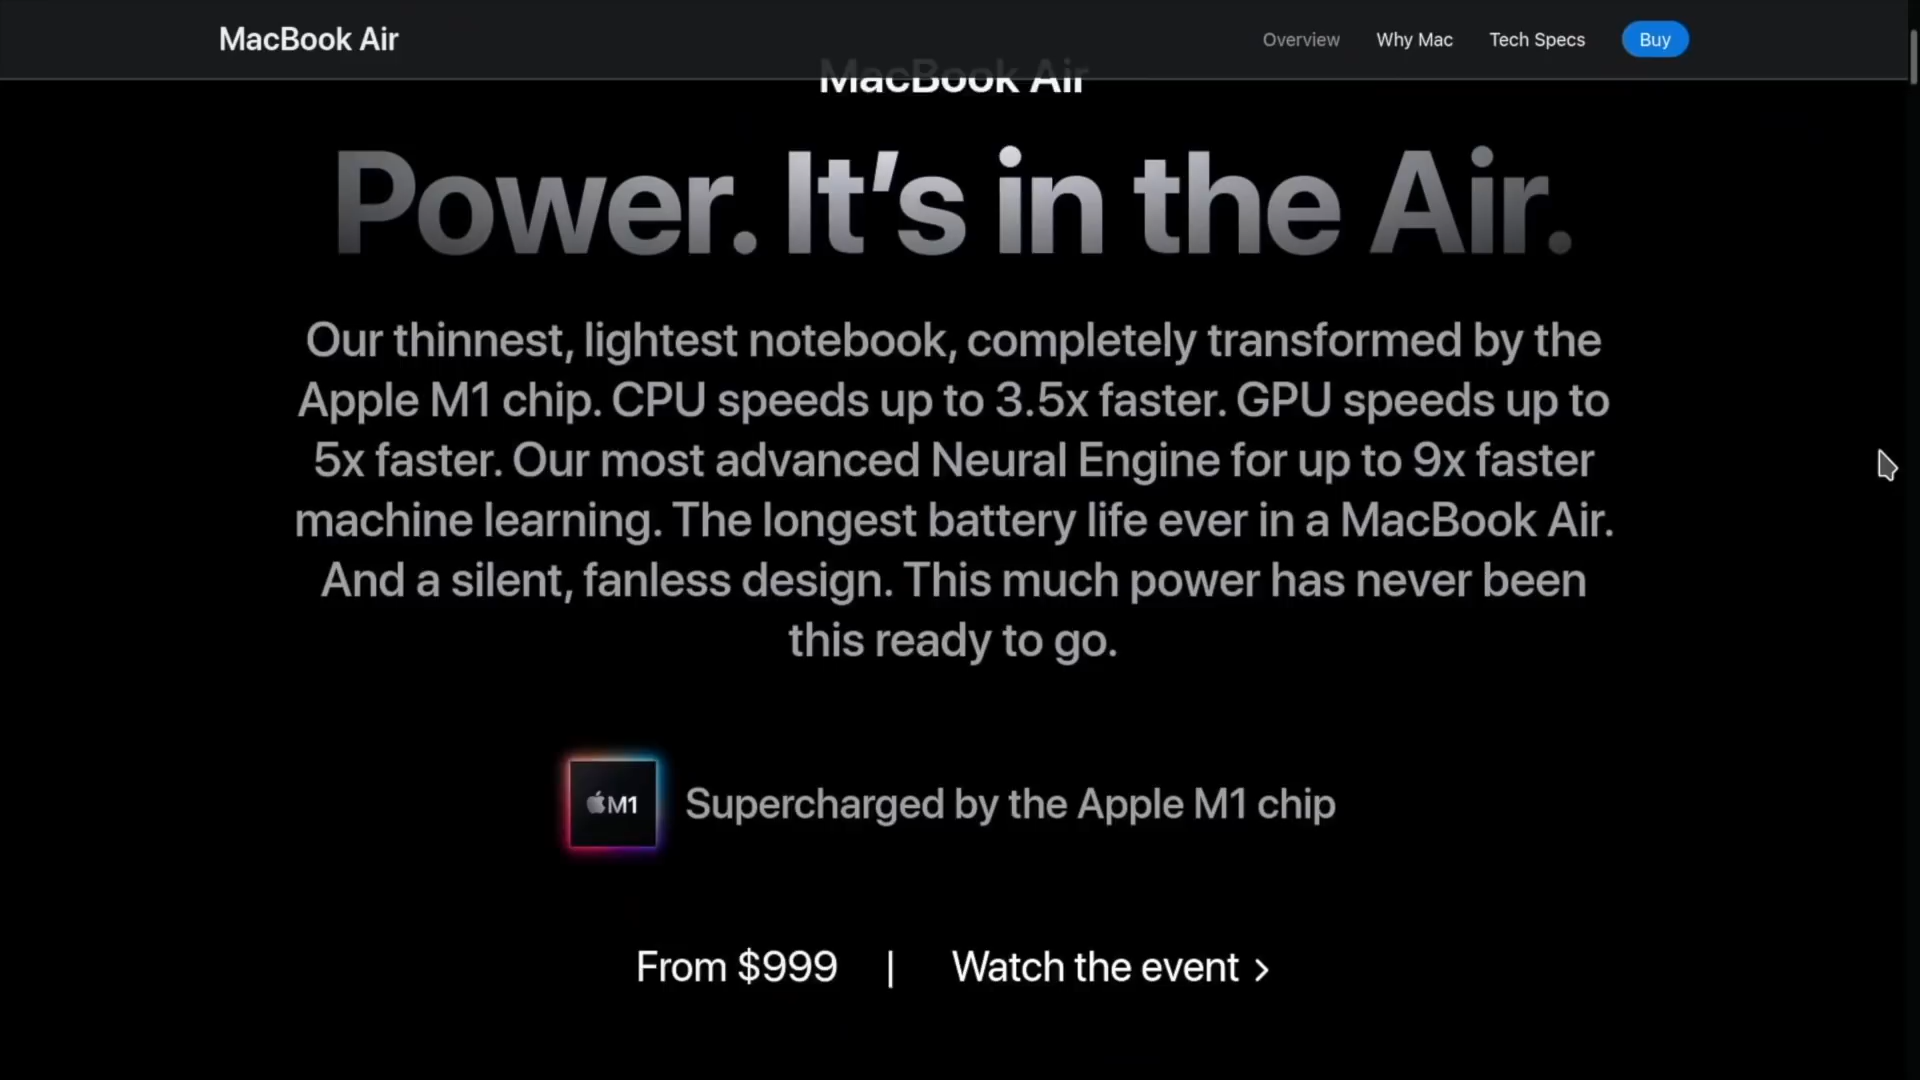 MacBook Air
Overview
Why Mac
Tech Specs
Buy
MacBook Air
Power. It’s in the Air.
Our thinnest, lightest notebook, completely transformed by the
Apple M1 chip. CPU speeds up to 3.5x faster. GPU speeds up to
5x faster. Our most advanced Neural Engine for up to 9x faster
machine learning. The longest battery life ever in a MacBook Air.
And a silent, fanless design. This much power has never been
this ready to go.
M1
Supercharged by the Apple M1 chip
From $999 | Watch the event >